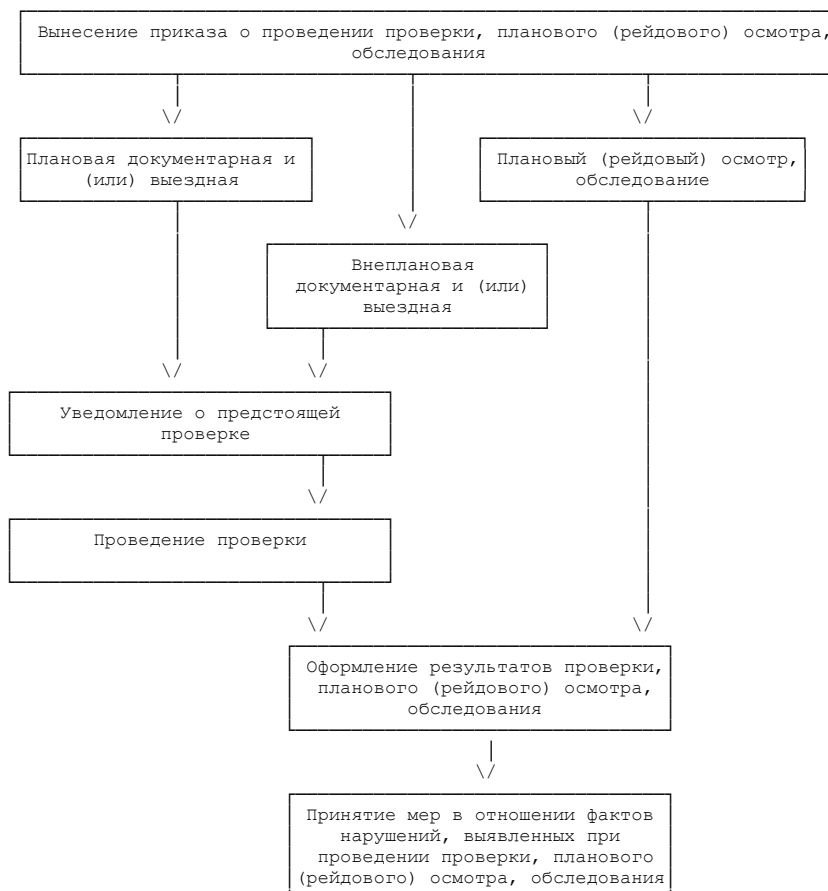 Вынесение приказа о проведении проверки, планового (рейдового) осмотра,
обследования
Плановая документарная и
(или) выездная
Плановый (рейдовый) осмотр,
обследование
Внеплановая
документарная и (или)
выездная
Уведомление о предстоящей
проверке
Проведение проверки
Оформление результатов проверки,
планового (рейдового) осмотра,
обследования
Принятие мер в отношении фактов
нарушений, выявленных при
проведении проверки, планового
(рейдового) осмотра, обследования